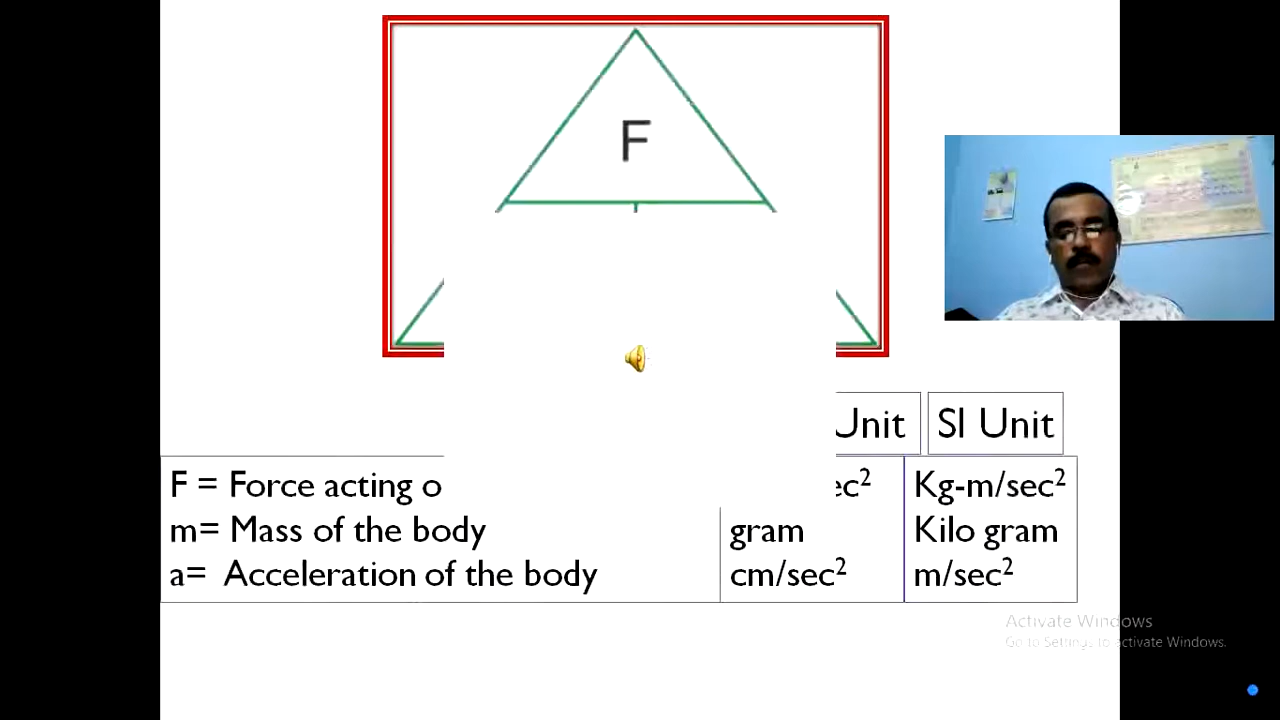 F
Unit
SI Unit
F = Force acting o
ec²
Kg-m/sec²
m= Mass of the body
gram
Kilo gram
a= Acceleration of the body
cm/sec²
m/sec²
Activate Windows
Go to Settings to activate Windows.